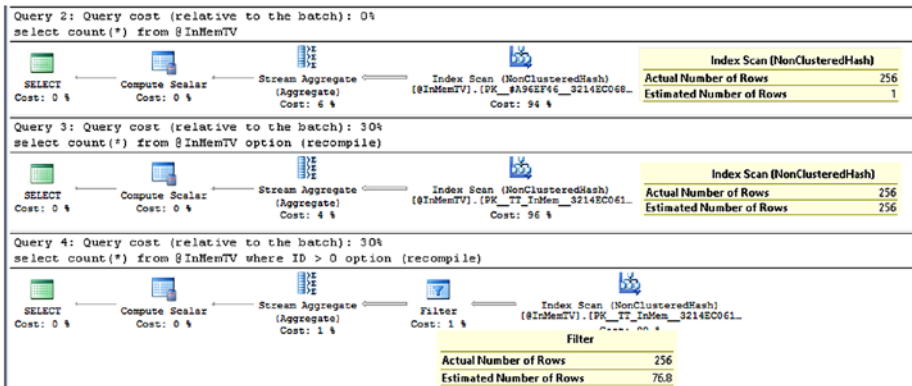 Query 2: Query cost (relative to the batch): 0%
select count(*) from @InMemTV
SELECT
Cost: 0 %
Compute Scalar
Cost: 0 %
Stream Aggregate
(Aggregate)
Cost: 6 %
Index Scan (NonClusteredHash)
[@InMemTV].[PK__#A96EF46__3214EC068…
Cost: 94 %
Index Scan (NonClusteredHash)
Actual Number of Rows 256
Estimated Number of Rows 1
Query 3: Query cost (relative to the batch): 30%
select count(*) from @InMemTV option (recompile)
SELECT
Cost: 0 %
Compute Scalar
Cost: 0 %
Stream Aggregate
(Aggregate)
Cost: 4 %
Index Scan (NonClusteredHash)
[@InMemTV].[PK__TT_InMem__3214EC061…
Cost: 96 %
Index Scan (NonClusteredHash)
Actual Number of Rows 256
Estimated Number of Rows 256
Query 4: Query cost (relative to the batch): 30%
select count(*) from @InMemTV where ID > 0 option (recompile)
SELECT
Cost: 0 %
Compute Scalar
Cost: 0 %
Stream Aggregate
(Aggregate)
Cost: 1 %
Filter
Cost: 1 %
Index Scan (NonClusteredHash)
[@InMemTV].[PK__TT_InMem__3214EC061…
Filter
Actual Number of Rows 256
Estimated Number of Rows 76.8